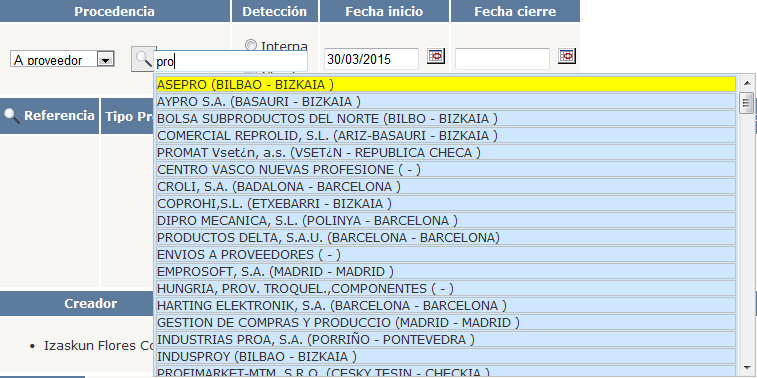 Procedencia Detección Fecha inicio Fecha cierre
Interna
A proveedor pro 30/03/2015
ASEPRO (BILBAO - BIZKAIA )
AYPRO S.A. (BASAURI - BIZKAIA )
BOLSA SUBPRODUCTOS DEL NORTE (BILBO - BIZKAIA )
Referencia Tipo Pr
COMERCIAL REPROLID, S.L. (ARIZ-BASAURI - BIZKAIA )
PROMAT Vset¿n, a.s. (VSET¿N - REPUBLICA CHECA )
CENTRO VASCO NUEVAS PROFESIONE ( - )
CROLI, S.A. (BADALONA - BARCELONA )
COPROHI,S.L. (ETXEBARRI - BIZKAIA )
DIPRO MECANICA, S.L. (POLINYA - BARCELONA )
PRODUCTOS DELTA, S.A.U. (BARCELONA - BARCELONA)
ENVIOS A PROVEEDORES ( - )
EMPROSOFT, S.A. (MADRID - MADRID )
HUNGRIA, PROV. TROQUEL.,COMPONENTES ( - )
Creador
HARTING ELEKTRONIK, S.A. (BARCELONA - BARCELONA )
GESTION DE COMPRAS Y PRODUCCIO (MADRID - MADRID )
INDUSTRIAS PROA, S.A. (PORRIÑO - PONTEVEDRA )
• Izaskun Flores Co
INDUSPROY (BILBAO - BIZKAIA )
PROFIMARKET-MTM, S.R.O. (CESKY TESIN - CHECKIA )